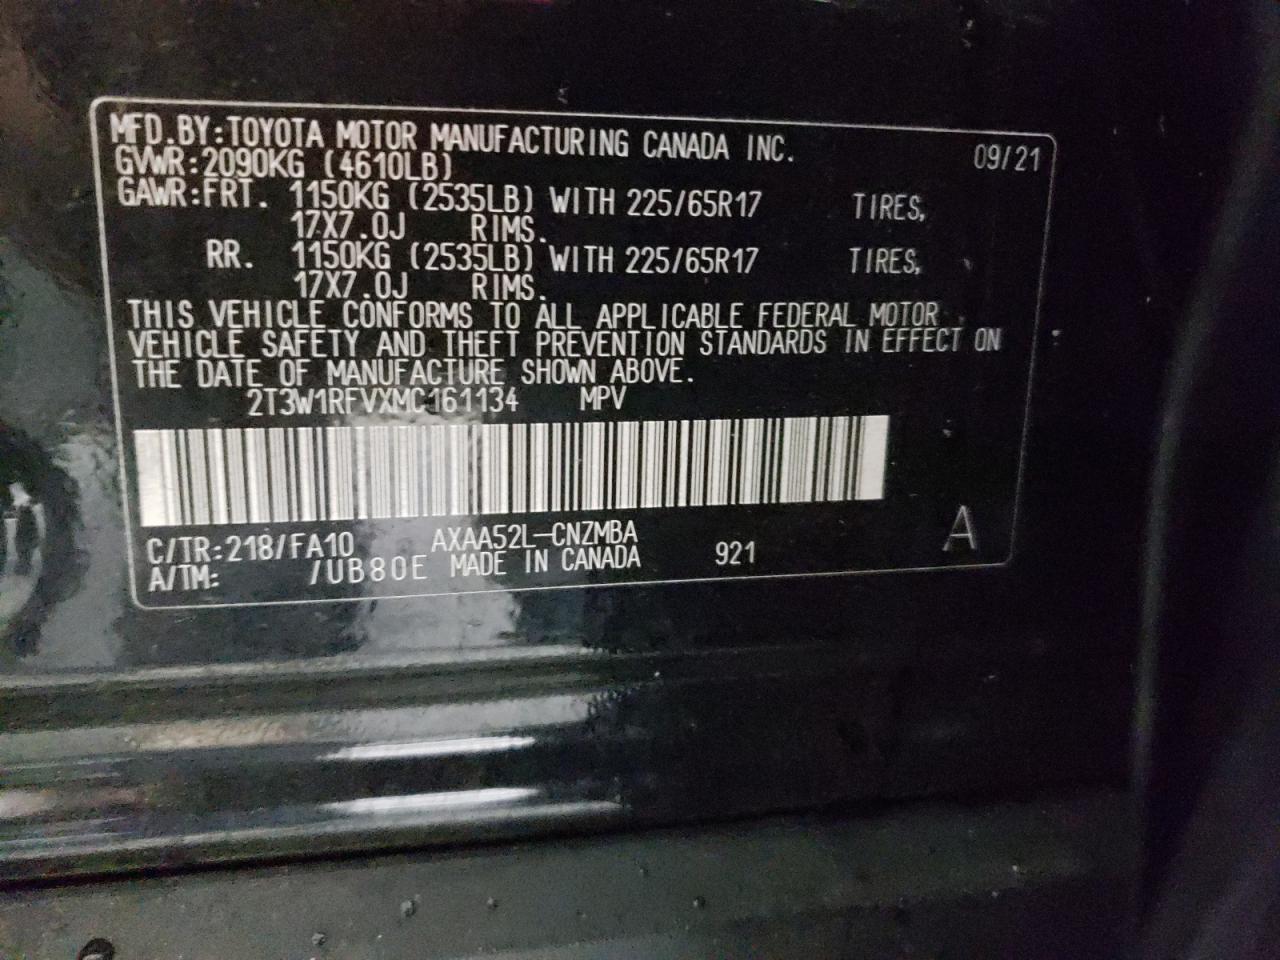 MFD.BY:TOYOTA MOTOR MANUFACTURING CANADA INC. 09/21
GVWR:2090KG (4610LB)
GAWR:FRT. 1150KG (2535LB) WITH 225/65R17 TIRES,
17X7.0J RIMS.
RR. 1150KG (2535LB) WITH 225/65R17 TIRES,
17X7.0J RIMS.
THIS VEHICLE CONFORMS TO ALL APPLICABLE FEDERAL MOTOR
VEHICLE SAFETY AND THEFT PREVENTION STANDARDS IN EFFECT ON
THE DATE OF MANUFACTURE SHOWN ABOVE.
2T3W1RFVXMC161134 MPV
C/TR:218/FA10 AXAA52L-CNZMBA
A/TM: /UB80E MADE IN CANADA 921 A